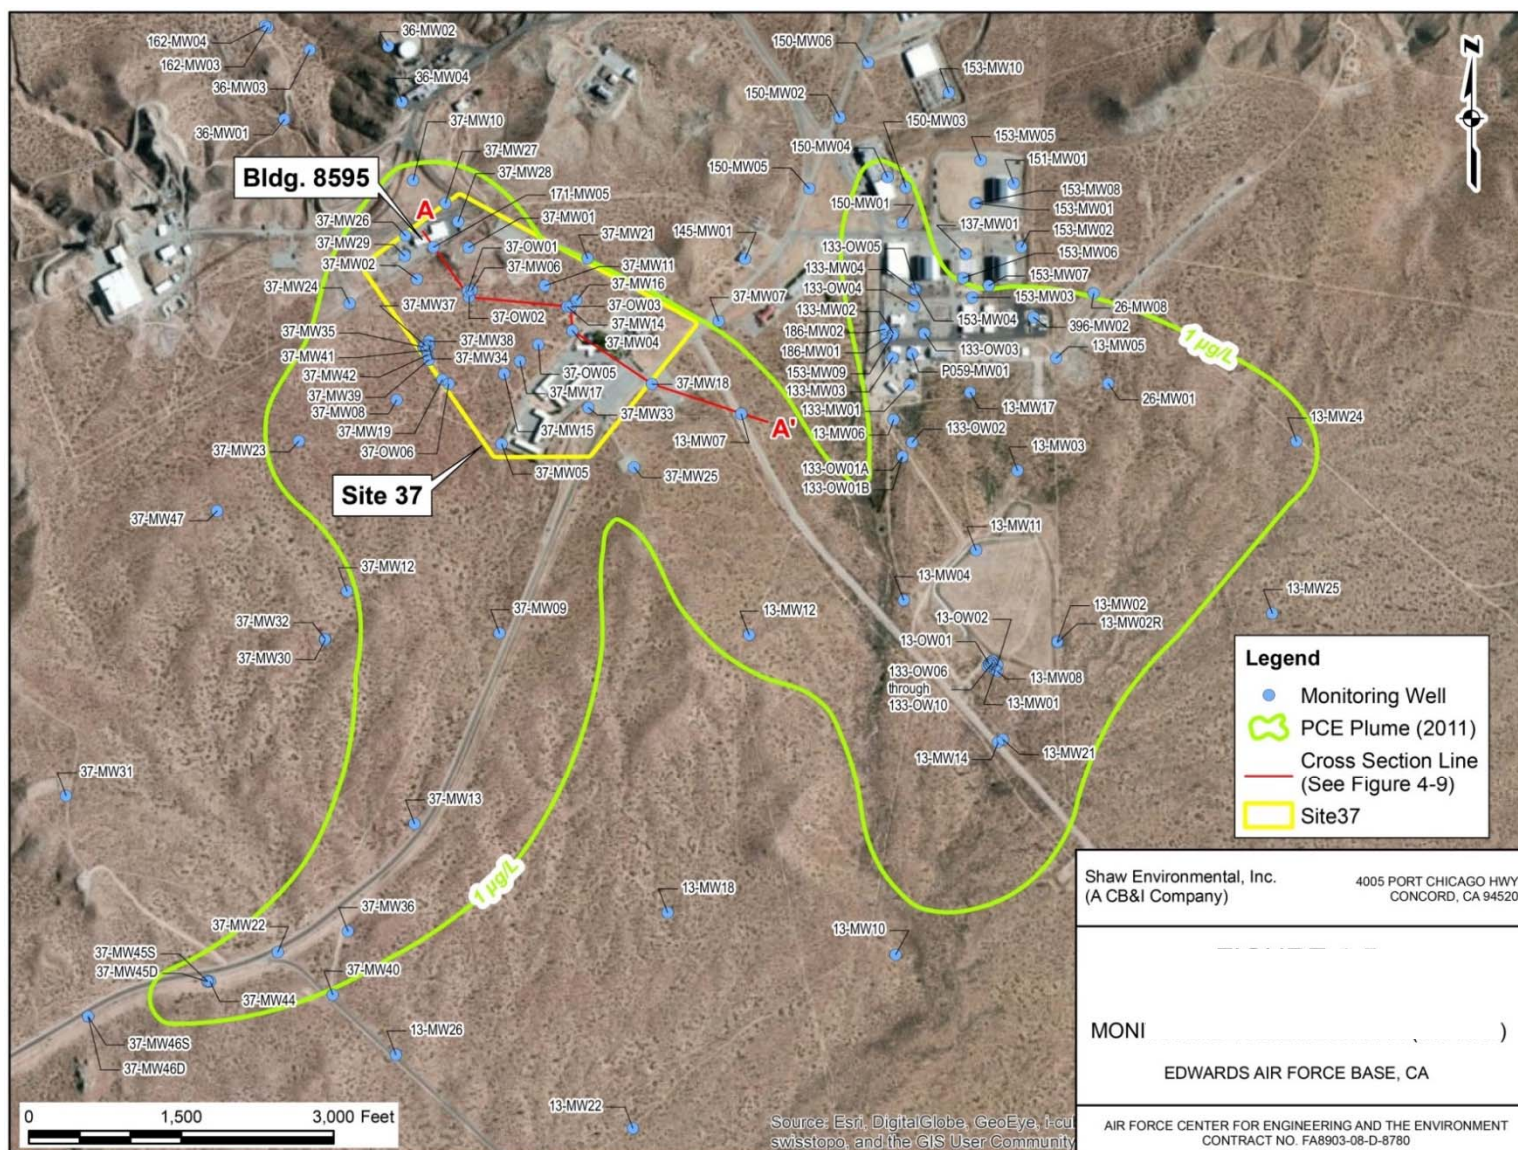 162-MW04
36-MW02
150-MW06
162-MW03
153-MW10
36-MW03
36-MW04
150-MW02
36-MW01
37-MW10
150-MW03
153-MW05
37-MW27
150-MW04
151-MW01
Bldg. 8595
37-MW28
150-MW05
153-MW08
171-MW05
153-MW01
A
37-MW01
150-MW01
137-MW01
37-MW26
145-MW01
153-MW02
37-MW29
37-OW01
37-MW21
133-OW05
153-MW06
37-MW02
37-MW06
37-MW11
133-MW04
153-MW07
37-MW24
37-MW16
133-OW04
37-MW37
37-OW03
37-MW07
153-MW03
26-MW08
37-OW02
133-MW02
153-MW04
396-MW02
37-MW35
37-MW38
37-MW14
186-MW02
1 µg/L
37-MW41
37-MW34
37-MW04
186-MW01
133-OW03
13-MW05
37-MW42
37-OW05
153-MW09
P059-MW01
37-MW39
37-MW17
37-MW18
133-MW03
26-MW01
37-MW08
37-MW33
133-MW01
13-MW17
37-MW19
37-MW15
13-MW07
A'
13-MW06
133-OW02
13-MW24
37-MW23
37-OW06
13-MW03
37-MW05
37-MW25
133-OW01A
Site 37
133-OW01B
37-MW47
13-MW11
37-MW12
13-MW04
37-MW09
13-MW12
13-MW02
13-MW25
37-MW32
13-OW02
13-MW02R
37-MW30
13-OW01
133-OW06
through
133-OW10
13-MW08
13-MW01
13-MW14
13-MW21
37-MW31
37-MW13
1 µg/L
13-MW18
37-MW36
37-MW22
13-MW10
37-MW45S
37-MW45D
37-MW40
37-MW44
37-MW46S
13-MW26
37-MW46D
13-MW22
N
Legend
Monitoring Well
PCE Plume (2011)
Cross Section Line
(See Figure 4-9)
Site37
0 1,500 3,000 Feet
Source: Esri, DigitalGlobe, GeoEye,
swisstopo, and the GIS User Community
Shaw Environmental, Inc.
(A CB&I Company)
4005 PORT CHICAGO HWY
CONCORD, CA 94520
MONI )
EDWARDS AIR FORCE BASE, CA
AIR FORCE CENTER FOR ENGINEERING AND THE ENVIRONMENT
CONTRACT NO. FA8903-08-D-8780